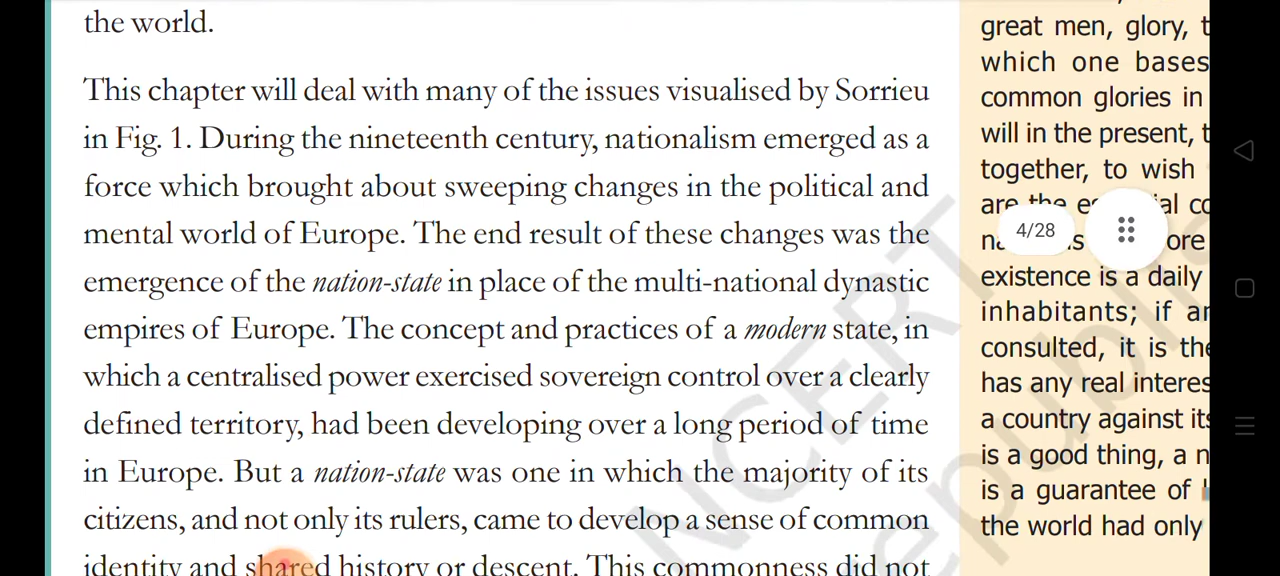 the world.
This chapter will deal with many of the issues visualised by Sorrieu
in Fig. 1. During the nineteenth century, nationalism emerged as a
force which brought about sweeping changes in the political and
mental world of Europe. The end result of these changes was the
emergence of the nation-state in place of the multi-national dynastic
empires of Europe. The concept and practices of a modern state, in
which a centralised power exercised sovereign control over a clearly
defined territory, had been developing over a long period of time
in Europe. But a nation-state was one in which the majority of its
citizens, and not only its rulers, came to develop a sense of common
identity and shared history or descent. This commonness did not
great men, glory,
which one bases
common glories in
will in the present,
together, to wish
are the
existence is a daily
inhabitants; if
consulted, it is
has any real
a country against
is a good thing, a
is a guarantee of
the world had only
4/28
NCERT